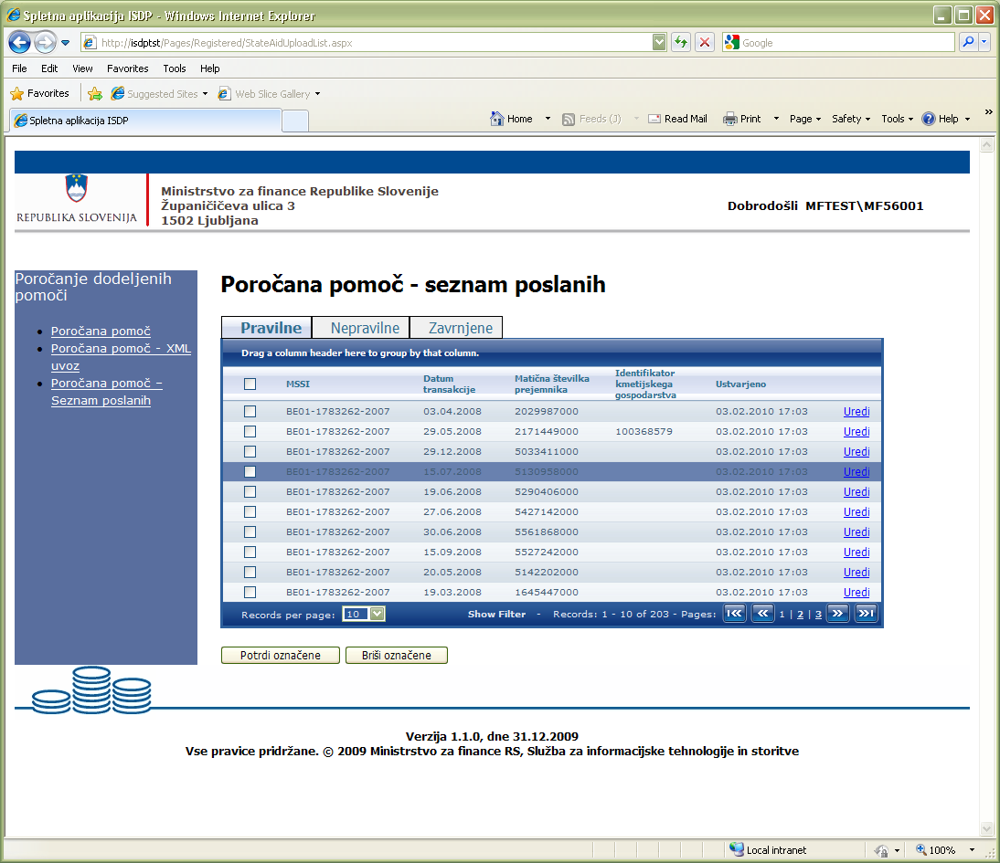 Spletna aplikacija ISDP - Windows Internet Explorer
http://isdptst/Pages/Registered/StateAidUploadList.aspx
Google
File Edit View Favorites Tools Help
Favorites Suggested Sites Web Slice Gallery
Spletna aplikacija ISDP
Home Feeds (J) Read Mail Print Page Safety Tools Help »
REPUBLIKA SLOVENIJA
Ministrstvo za finance Republike Slovenije
Župančičeva ulica 3
1502 Ljubljana
Dobrodošli MFTEST\MF56001
Poročanje dodeljenih
pomoči
Poročana pomoč
Poročana pomoč - XML
uvoz
Poročana pomoč –
Seznam poslanih
Poročana pomoč - seznam poslanih
Pravilne Nepravilne Zavrnjene
Drag a column header here to group by that column.
MSSI Datum transakcije Matična številka prejemnika Identifikator kmetijskega gospodarstva Ustvarjeno
BE01-1783262-2007 03.04.2008 2029987000 03.02.2010 17:03 Uredi
BE01-1783262-2007 29.05.2008 2171449000 100368579 03.02.2010 17:03 Uredi
BE01-1783262-2007 29.12.2008 5033411000 03.02.2010 17:03 Uredi
BE01-1783262-2007 15.07.2008 5130958000 03.02.2010 17:03 Uredi
BE01-1783262-2007 19.06.2008 5290406000 03.02.2010 17:03 Uredi
BE01-1783262-2007 27.06.2008 5427142000 03.02.2010 17:03 Uredi
BE01-1783262-2007 30.06.2008 5561868000 03.02.2010 17:03 Uredi
BE01-1783262-2007 15.09.2008 5527242000 03.02.2010 17:03 Uredi
BE01-1783262-2007 20.05.2008 5142202000 03.02.2010 17:03 Uredi
BE01-1783262-2007 19.03.2008 1645447000 03.02.2010 17:03 Uredi
Records per page: 10 Show Filter - Records: 1 - 10 of 203 - Pages: 1 | 2 | 3
Potrdi označene Briši označene
Verzija 1.1.0, dne 31.12.2009
Vse pravice pridržane. © 2009 Ministrstvo za finance RS, Služba za informacijske tehnologije in storitve
Local intranet 100%